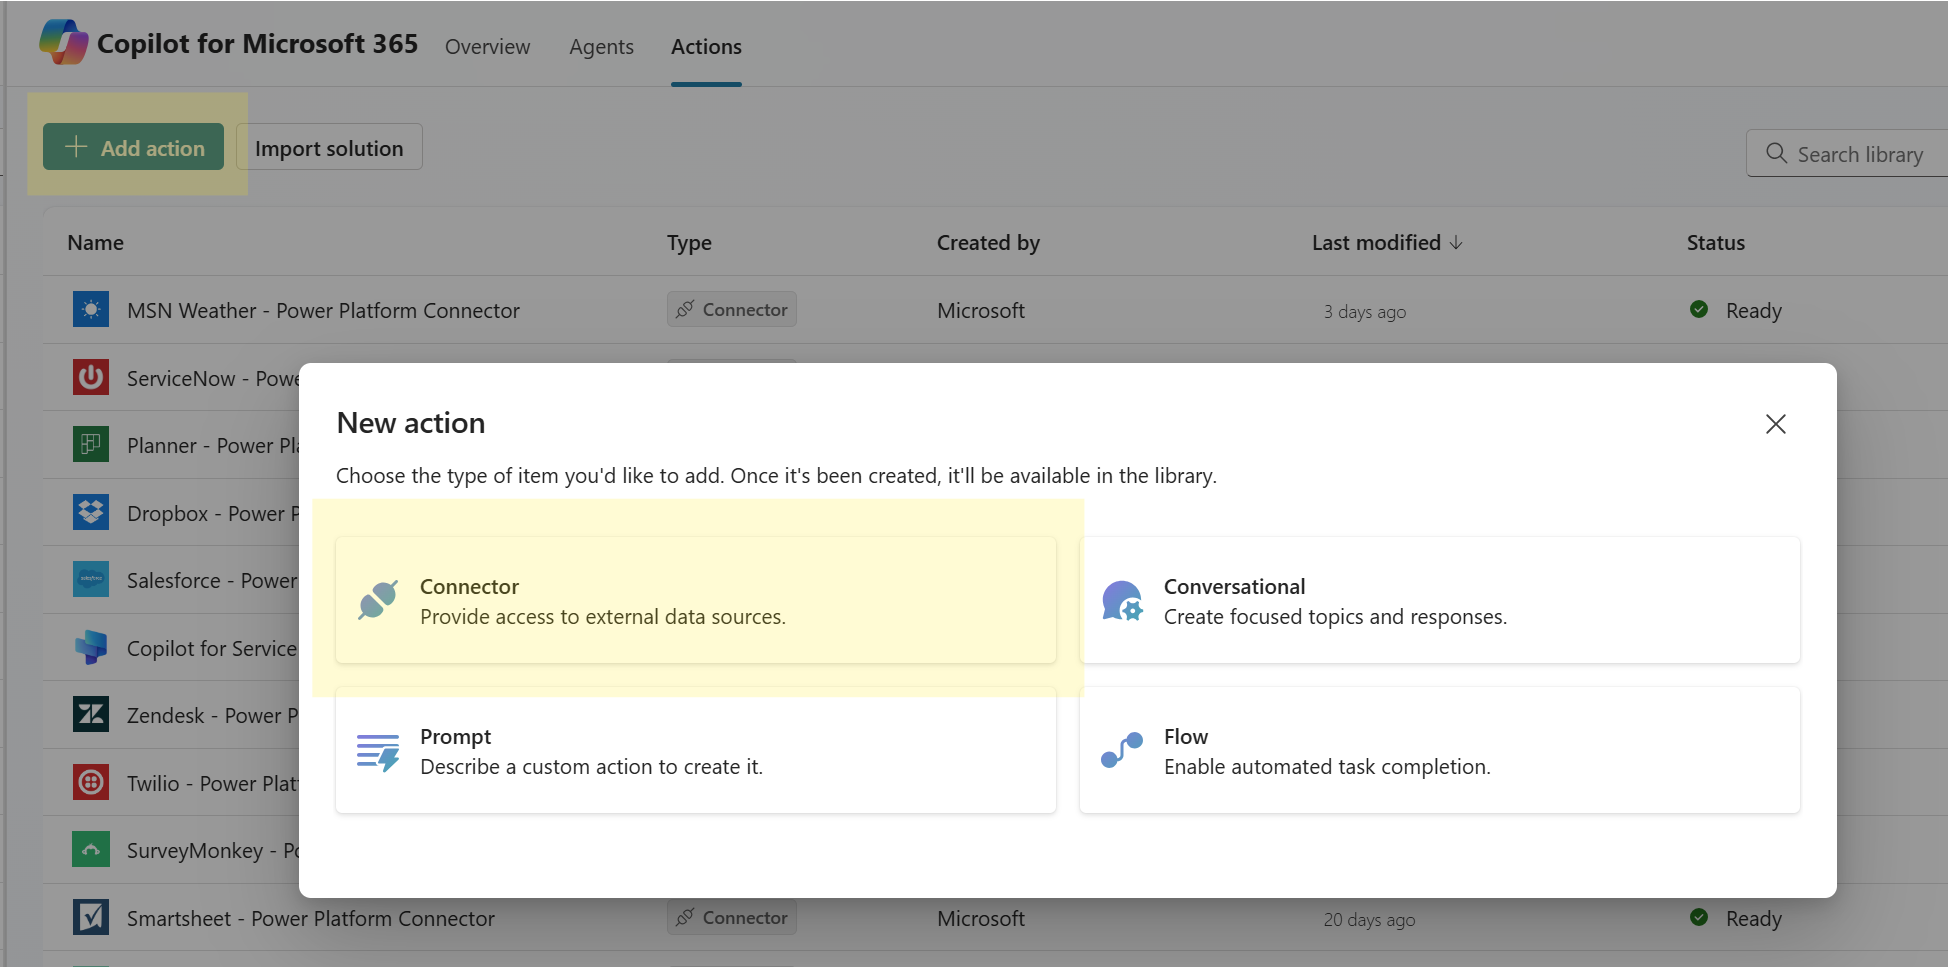 Copilot for Microsoft 365 Overview Agents Actions
Add action Import solution
Search library
Name Type Created by Last modified Status
MSN Weather - Power Platform Connector Connector Microsoft 3 days ago Ready
ServiceNow - Powe
Planner - Power Pla
Dropbox - Power P
Salesforce - Power
Copilot for Service
Zendesk - Power P
Twilio - Power Platf
SurveyMonkey - Po
Smartsheet - Power Platform Connector Connector Microsoft 20 days ago Ready
New action
Choose the type of item you'd like to add. Once it's been created, it'll be available in the library.
Connector
Provide access to external data sources.
Conversational
Create focused topics and responses.
Prompt
Describe a custom action to create it.
Flow
Enable automated task completion.